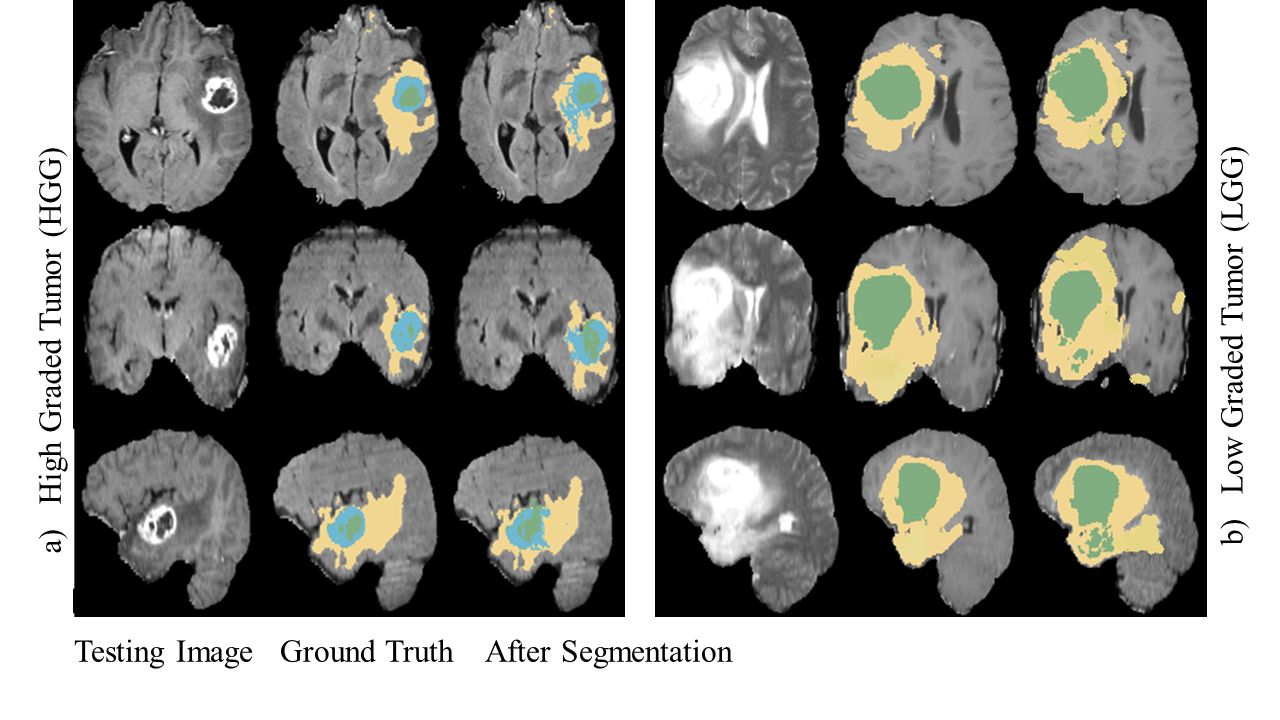 a) High Graded Tumor (HGG)
b) Low Graded Tumor (LGG)
Testing Image Ground Truth After Segmentation